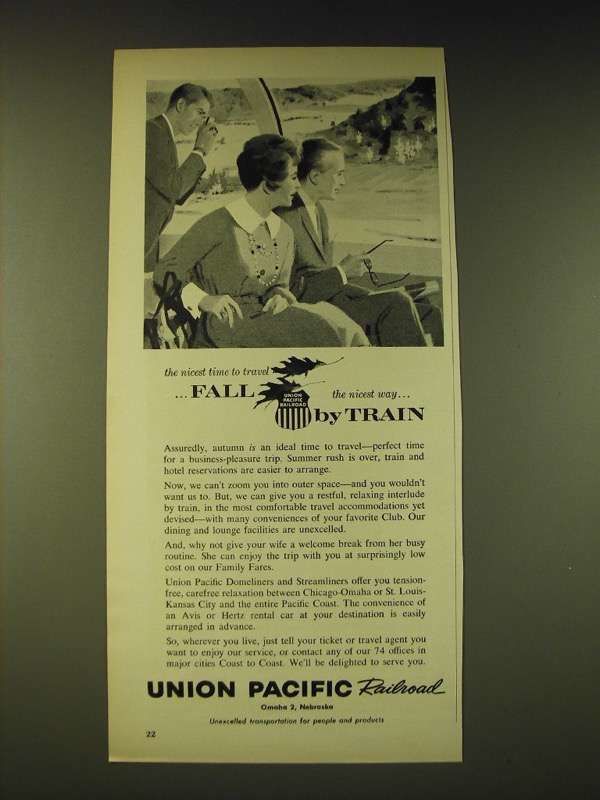 the nicest time to travel
...FALL
UNION
PACIFIC
RAILROAD
the nicest way...
by TRAIN
Assuredly, autumn is an ideal time to travel—perfect time
for a business-pleasure trip. Summer rush is over, train and
hotel reservations are easier to arrange.
Now, we can't zoom you into outer space—and you wouldn't
want us to. But, we can give you a restful, relaxing interlude
by train, in the most comfortable travel accommodations yet
devised—with many conveniences of your favorite Club. Our
dining and lounge facilities are unexcelled.
And, why not give your wife a welcome break from her busy
routine. She can enjoy the trip with you at surprisingly low
cost on our Family Fares.
Union Pacific Domeliners and Streamliners offer you tension-
free, carefree relaxation between Chicago-Omaha or St. Louis-
Kansas City and the entire Pacific Coast. The convenience of
an Avis or Hertz rental car at your destination is easily
arranged in advance.
So, wherever you live, just tell your ticket or travel agent you
want to enjoy our service, or contact any of our 74 offices in
major cities Coast to Coast. We'll be delighted to serve you.
UNION PACIFIC Railroad
Omaha 2, Nebraska
Unexcelled transportation for people and products
22